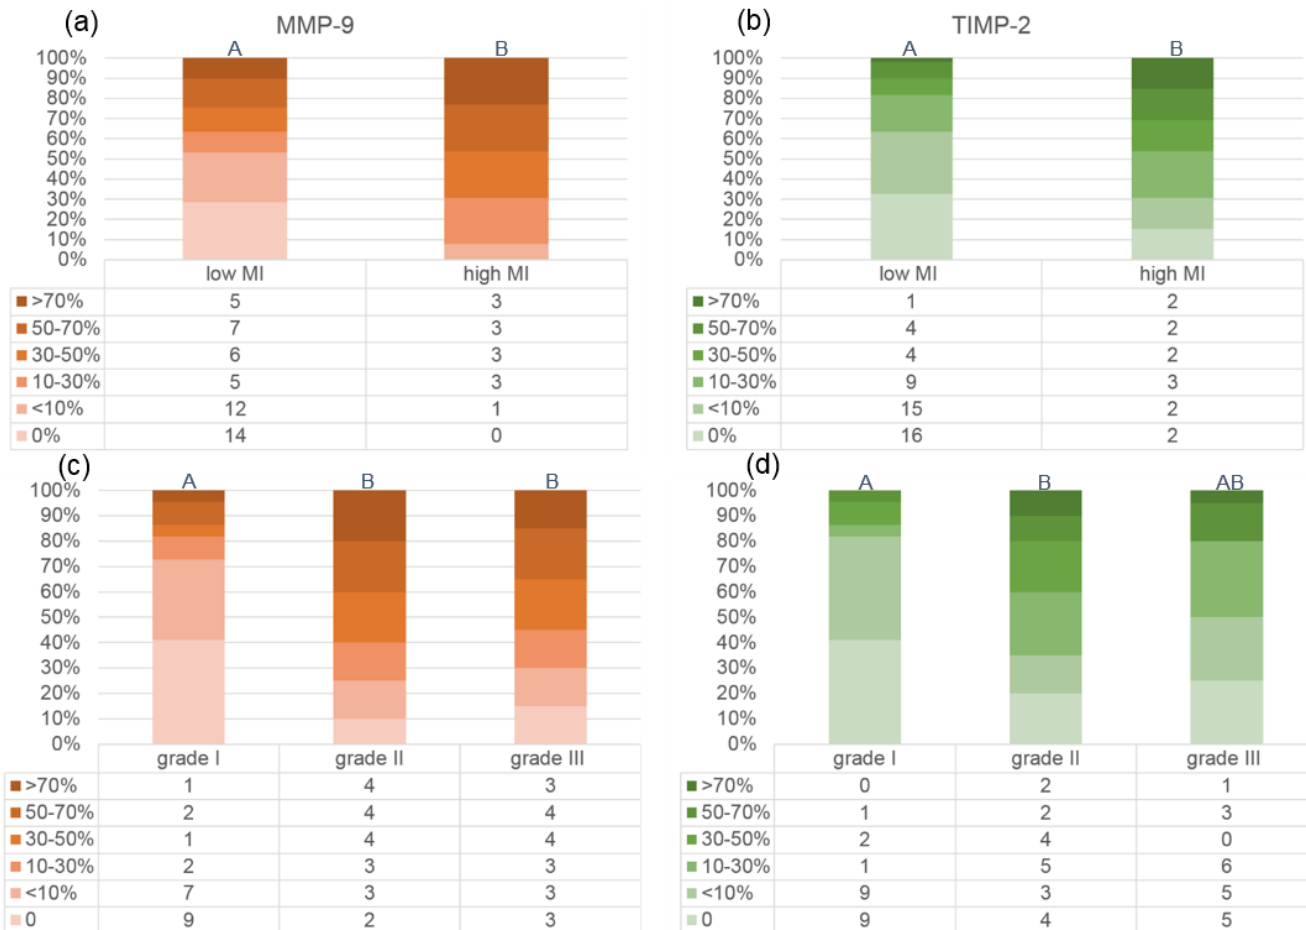 (a) MMP-9
A B
100%
90%
80%
70%
60%
50%
40%
30%
20%
10%
0%
low MI high MI
>70% 5 3
50-70% 7 3
30-50% 6 3
10-30% 5 3
<10% 12 1
0% 14 0
(b) TIMP-2
A B
100%
90%
80%
70%
60%
50%
40%
30%
20%
10%
0%
low MI high MI
>70% 1 2
50-70% 4 2
30-50% 4 2
10-30% 9 3
<10% 15 2
0% 16 2
(c)
A B B
100%
90%
80%
70%
60%
50%
40%
30%
20%
10%
0%
grade I grade II grade III
>70% 1 4 3
50-70% 2 4 4
30-50% 1 4 4
10-30% 2 3 3
<10% 7 3 3
0 9 2 3
(d)
A B AB
100%
90%
80%
70%
60%
50%
40%
30%
20%
10%
0%
grade I grade II grade III
>70% 0 2 1
50-70% 1 2 3
30-50% 2 4 0
10-30% 1 5 6
<10% 9 3 5
0 9 4 5